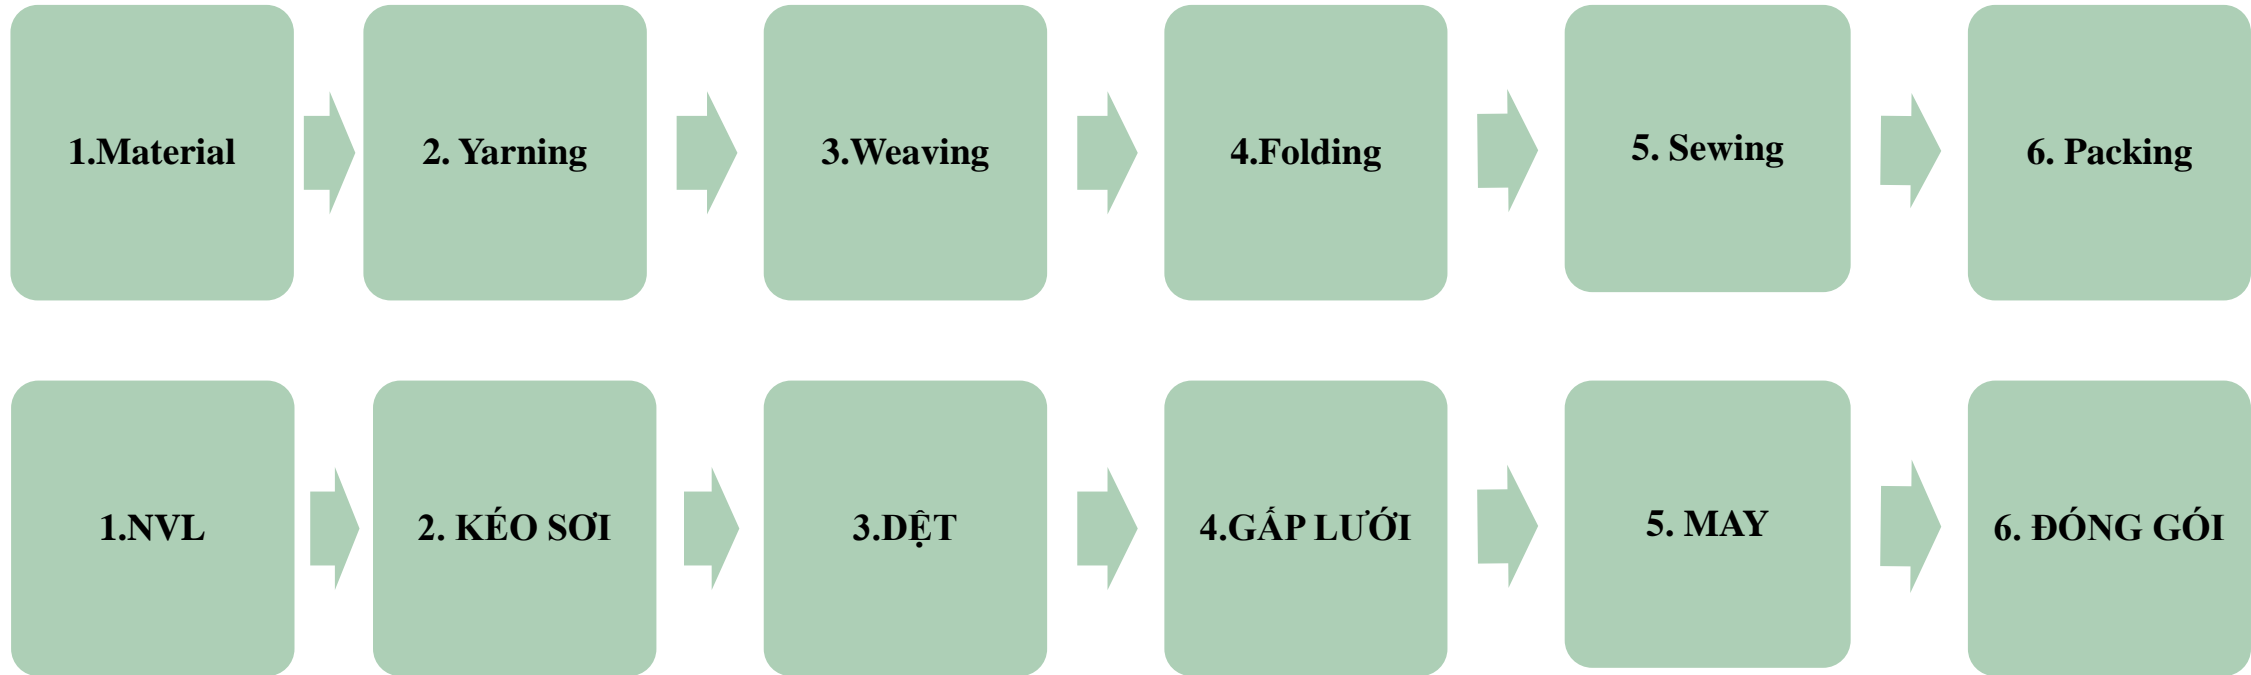 1.Material
2. Yarning
3.Weaving
4.Folding
5. Sewing
6. Packing
1.NVL
2. KÉO SƠI
3.DỆT
4.GẤP LƯỚI
5. MAY
6. ĐÓNG GÓI